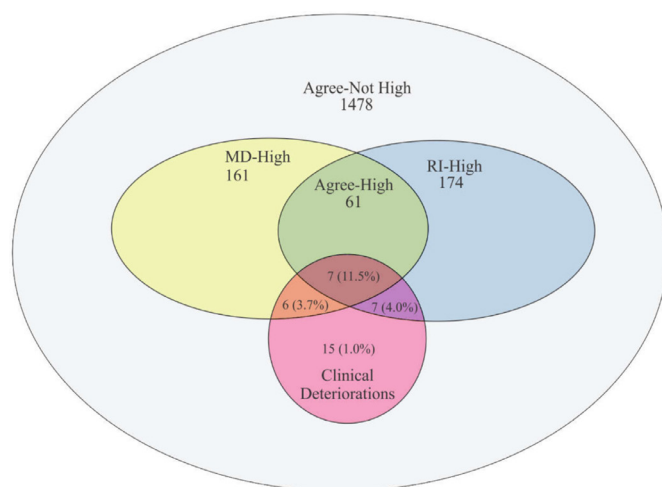 Agree-Not High
1478
MD-High
161
RI-High
174
Agree-High
61
7 (11.5%)
6 (3.7%)
7 (4.0%)
15 (1.0%)
Clinical
Deteriorations